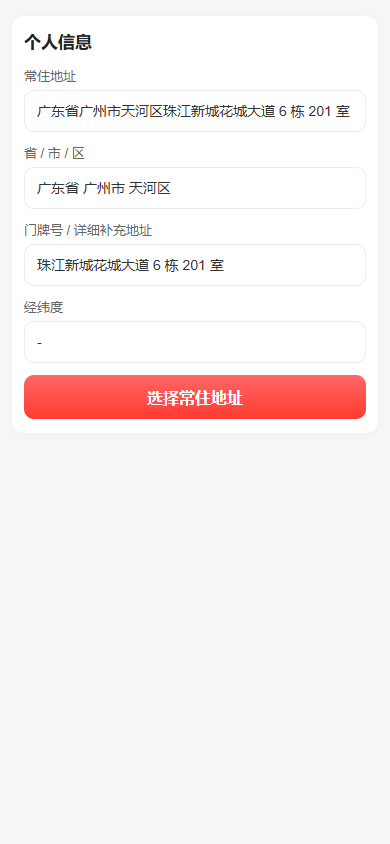 个人信息
常住地址
广东省广州市天河区珠江新城花城大道 6 栋 201 室
省 / 市 / 区
广东省 广州市 天河区
门牌号 / 详细补充地址
珠江新城花城大道 6 栋 201 室
经纬度
-
选择常住地址